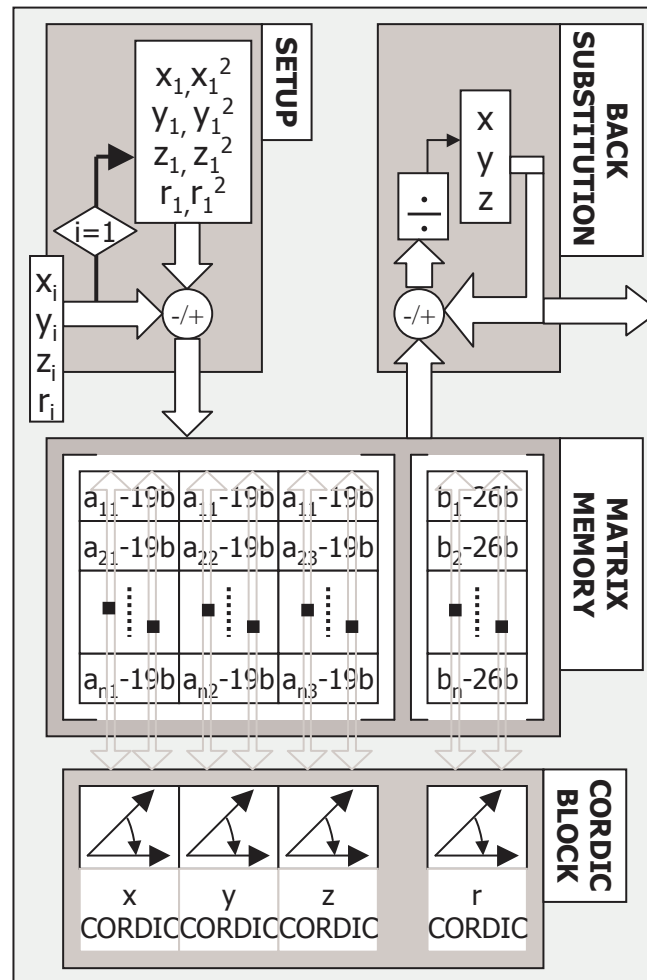 x₁,x₁²
y₁, y₁²
z₁, z₁²
r₁,r₁²
SETUP
i=1
xᵢ
yᵢ
zᵢ
rᵢ
-/+
x
y
z
÷
-/+
BACK
SUBSTITUTION
a₁₁-19b a₁₁-19b a₁₁-19b b₁-26b
a₂₁-19b a₂₂-19b a₂₃-19b b₂-26b
aₙ₁-19b aₙ₂-19b aₙ₃-19b bₙ-26b
MATRIX
MEMORY
x y z r
CORDIC CORDIC CORDIC CORDIC
CORDIC
BLOCK